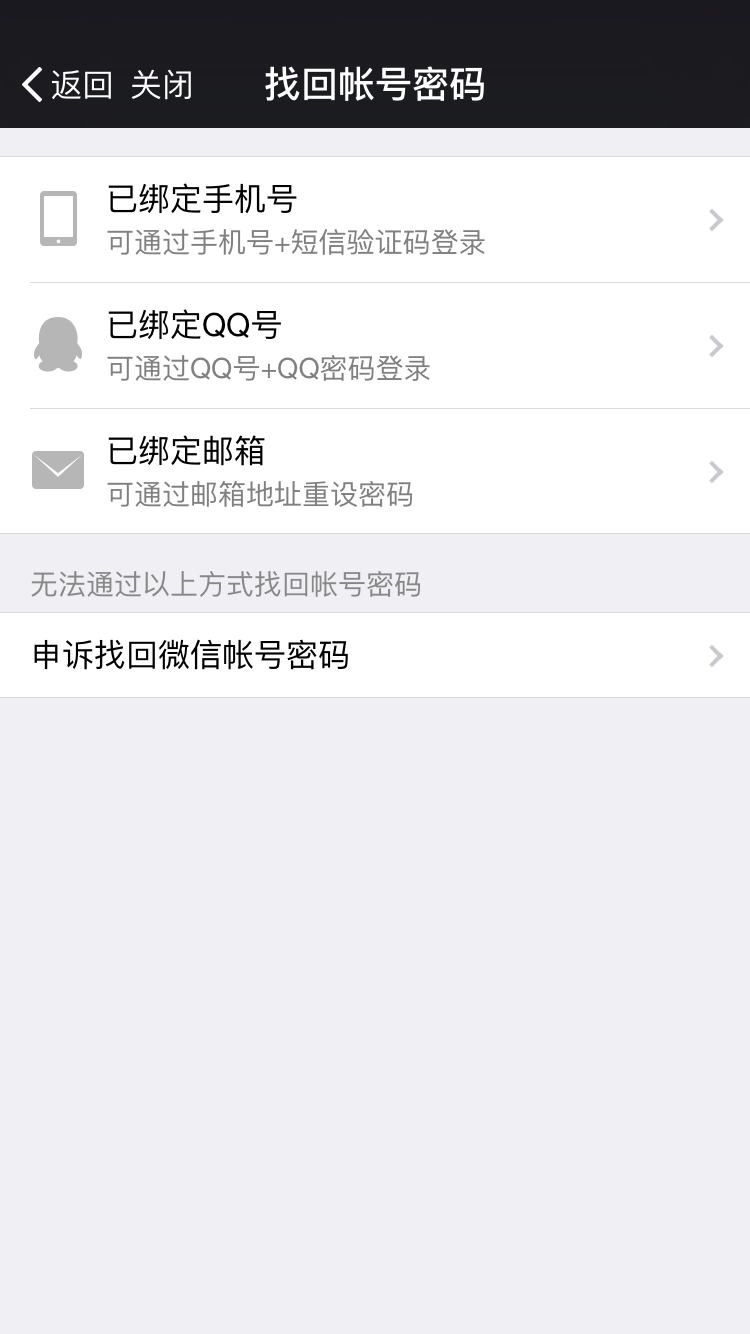 返回 关闭 找回帐号密码
已绑定手机号
可通过手机号+短信验证码登录
已绑定QQ号
可通过QQ号+QQ密码登录
已绑定邮箱
可通过邮箱地址重设密码
无法通过以上方式找回帐号密码
申诉找回微信帐号密码